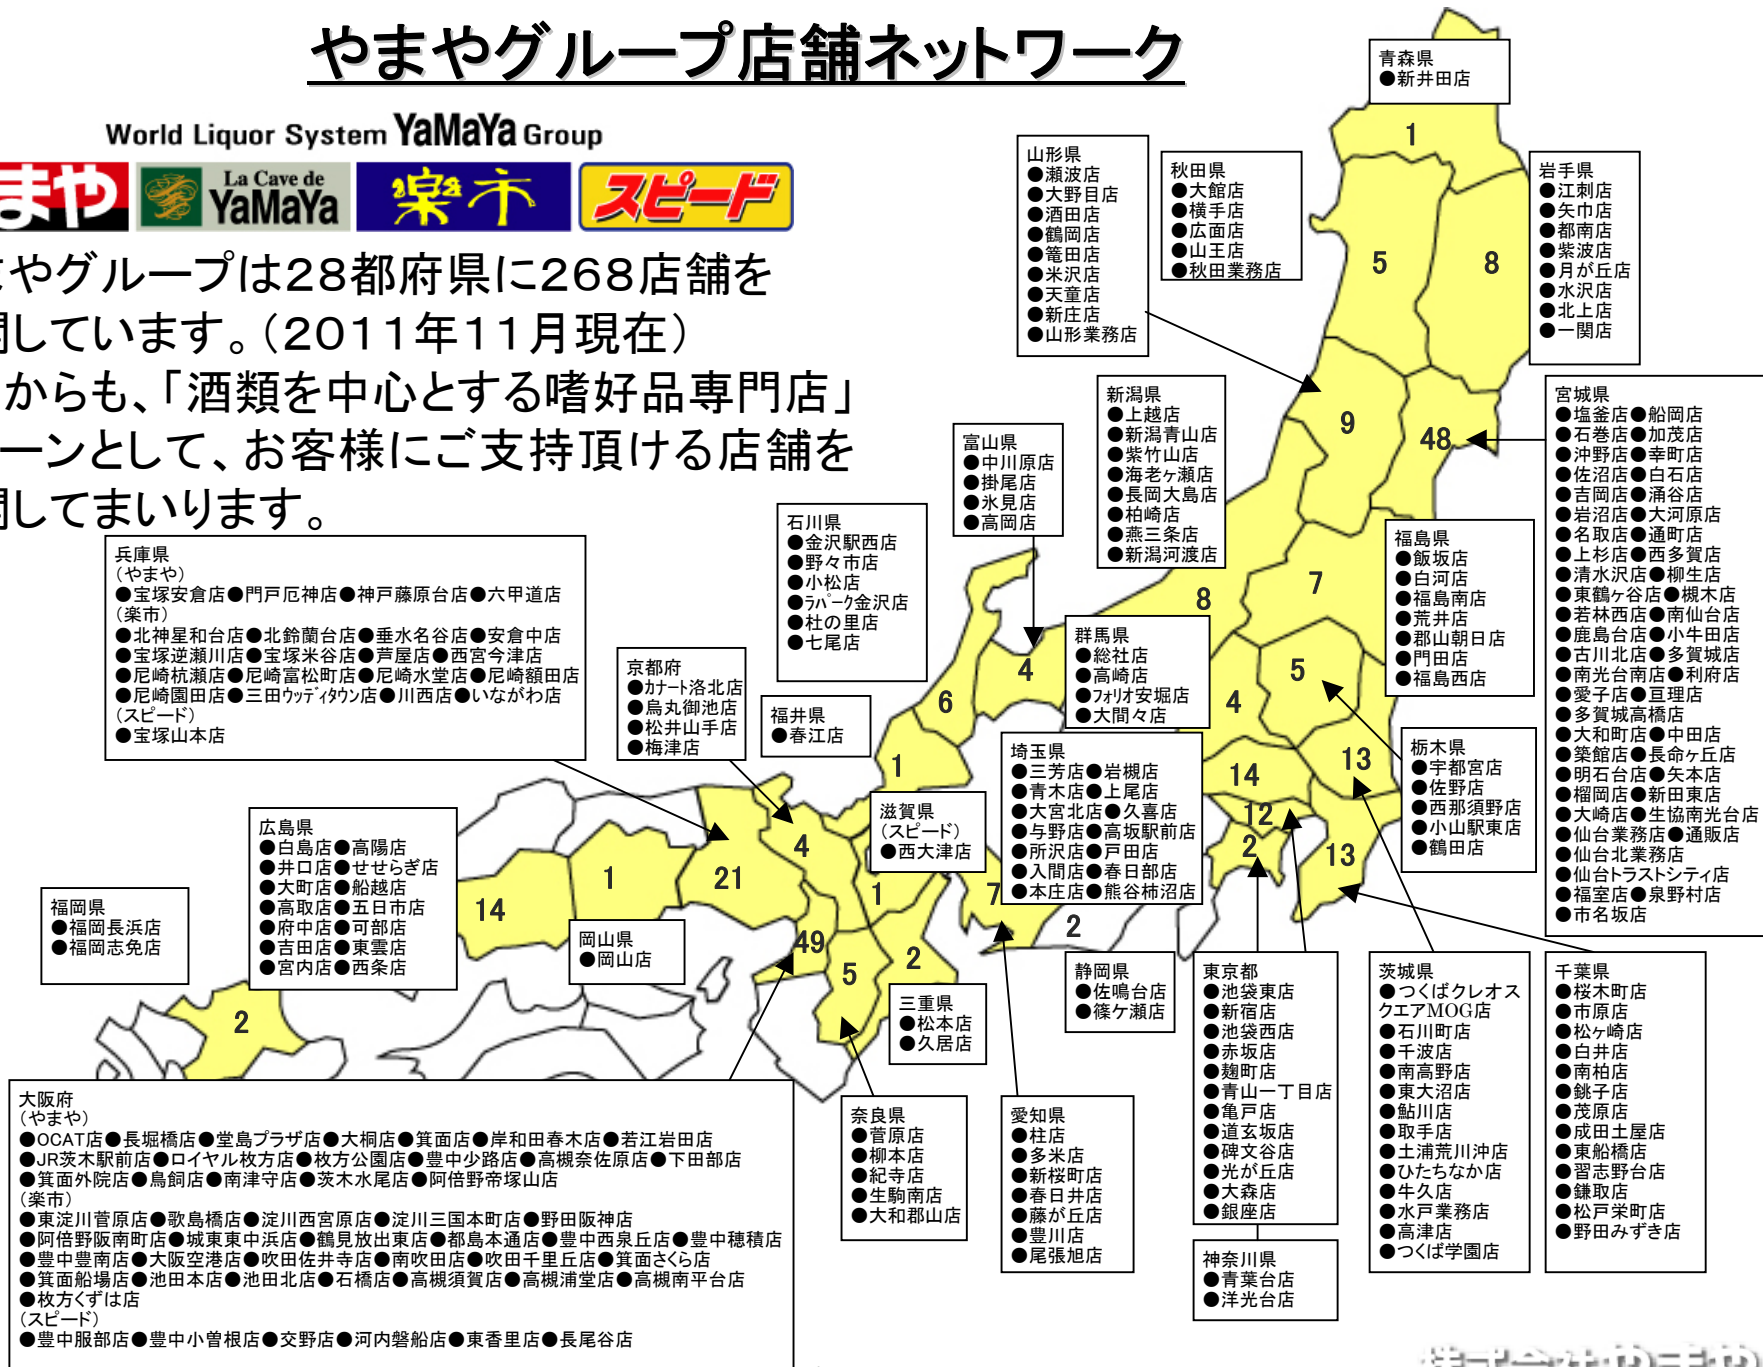 やまやグループ店舗ネットワーク
World Liquor System YaMaYa Group
まや
La Cave de
YaMaYa
楽市
スピード
やグループは28都府県に268店舗を
しています。（2011年11月現在）
からも、「酒類を中心とする嗜好品専門店」
ーンとして、お客様にご支持頂ける店舗を
してまいります。
青森県
●新井田店
山形県
●瀬波店
●大野目店
●酒田店
●鶴岡店
●篭田店
●米沢店
●天童店
●新庄店
●山形業務店
秋田県
●大館店
●横手店
●広面店
●山王店
●秋田業務店
岩手県
●江刺店
●矢巾店
●都南店
●紫波店
●月が丘店
●水沢店
●北上店
●一関店
新潟県
●上越店
●新潟青山店
●紫竹山店
●海老ヶ瀬店
●長岡大島店
●柏崎店
●燕三条店
●新潟河渡店
富山県
●中川原店
●掛尾店
●氷見店
●高岡店
石川県
●金沢駅西店
●野々市店
●小松店
●ﾗﾊﾟｰｸ金沢店
●杜の里店
●七尾店
宮城県
●塩釜店●船岡店
●石巻店●加茂店
●沖野店●幸町店
●佐沼店●白石店
●吉岡店●涌谷店
●岩沼店●大河原店
●名取店●通町店
●上杉店●西多賀店
●清水沢店●柳生店
●東鶴ヶ谷店●槻木店
●若林西店●南仙台店
●鹿島台店●小牛田店
●古川北店●多賀城店
●南光台南店●利府店
●愛子店●亘理店
●多賀城高橋店
●大和町店●中田店
●築館店●長命ヶ丘店
●明石台店●矢本店
●榴岡店●新田東店
●大崎店●生協南光台店
●仙台業務店●通販店
●仙台北業務店
●仙台トラストシティ店
●福室店●泉野村店
●市名坂店
福島県
●飯坂店
●白河店
●福島南店
●荒井店
●郡山朝日店
●門田店
●福島西店
兵庫県
（やまや）
●宝塚安倉店●門戸厄神店●神戸藤原台店●六甲道店
（楽市）
●北神星和台店●北鈴蘭台店●垂水名谷店●安倉中店
●宝塚逆瀬川店●宝塚米谷店●芦屋店●西宮今津店
●尼崎杭瀬店●尼崎富松町店●尼崎水堂店●尼崎額田店
●尼崎園田店●三田ｳｯﾃﾞｨﾀｳﾝ店●川西店●いながわ店
（スピード）
●宝塚山本店
京都府
●ｶﾅｰﾄ洛北店
●烏丸御池店
●松井山手店
●梅津店
福井県
●春江店
群馬県
●総社店
●高崎店
●ﾌｫﾘｵ安堀店
●大間々店
埼玉県
●三芳店●岩槻店
●青木店●上尾店
●大宮北店●久喜店
●与野店●高坂駅前店
●所沢店●戸田店
●入間店●春日部店
●本庄店●熊谷柿沼店
栃木県
●宇都宮店
●佐野店
●西那須野店
●小山駅東店
●鶴田店
滋賀県
（スピード）
●西大津店
広島県
●白島店●高陽店
●井口店●せせらぎ店
●大町店●船越店
●高取店●五日市店
●府中店●可部店
●吉田店●東雲店
●宮内店●西条店
福岡県
●福岡長浜店
●福岡志免店
岡山県
●岡山店
三重県
●松本店
●久居店
静岡県
●佐鳴台店
●篠ケ瀬店
東京都
●池袋東店
●新宿店
●池袋西店
●赤坂店
●麹町店
●青山一丁目店
●亀戸店
●道玄坂店
●碑文谷店
●光が丘店
●大森店
●銀座店
神奈川県
●青葉台店
●洋光台店
茨城県
●つくばクレオス
クエアMOG店
●石川町店
●千波店
●南高野店
●東大沼店
●鮎川店
●取手店
●土浦荒川沖店
●ひたちなか店
●牛久店
●水戸業務店
●高津店
●つくば学園店
千葉県
●桜木町店
●市原店
●松ヶ崎店
●白井店
●南柏店
●銚子店
●茂原店
●成田土屋店
●東船橋店
●習志野台店
●鎌取店
●松戸栄町店
●野田みずき店
大阪府
（やまや）
●OCAT店●長堀橋店●堂島プラザ店●大桐店●箕面店●岸和田春木店●若江岩田店
●JR茨木駅前店●ロイヤル枚方店●枚方公園店●豊中少路店●高槻奈佐原店●下田部店
●箕面外院店●鳥飼店●南津守店●茨木水尾店●阿倍野帝塚山店
（楽市）
●東淀川菅原店●歌島橋店●淀川西宮原店●淀川三国本町店●野田阪神店
●阿倍野阪南町店●城東東中浜店●鶴見放出東店●都島本通店●豊中西泉丘店●豊中穂積店
●豊中豊南店●大阪空港店●吹田佐井寺店●南吹田店●吹田千里丘店●箕面さくら店
●箕面船場店●池田本店●池田北店●石橋店●高槻須賀店●高槻浦堂店●高槻南平台店
●枚方くずは店
（スピード）
●豊中服部店●豊中小曽根店●交野店●河内磐船店●東香里店●長尾谷店
奈良県
●菅原店
●柳本店
●紀寺店
●生駒南店
●大和郡山店
愛知県
●柱店
●多米店
●新桜町店
●春日井店
●藤が丘店
●豊川店
●尾張旭店
1
5
8
9
48
7
8
5
4
4
6
1
13
14
12
2
13
4
21
1
14
1
7
2
49
5
2
2
株式会社やまや